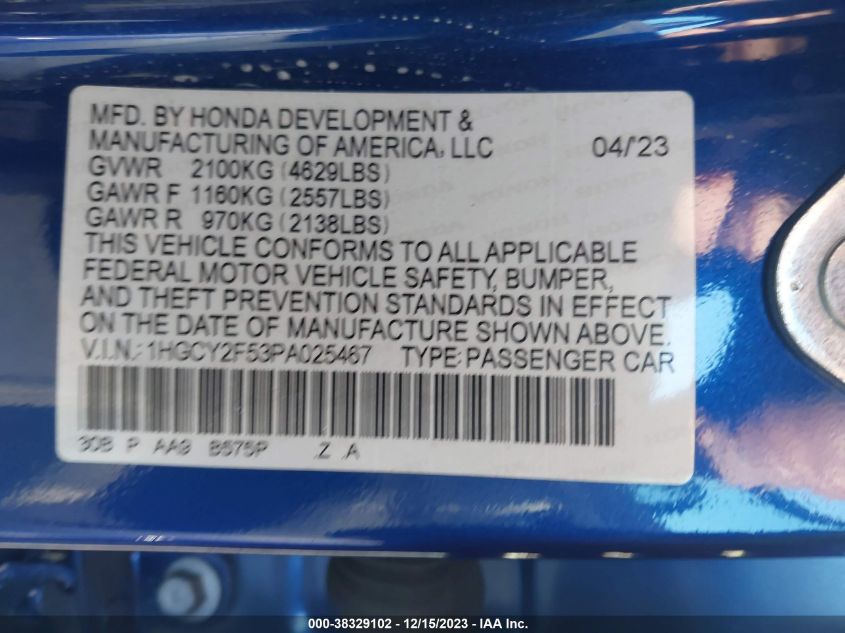 MFD. BY HONDA DEVELOPMENT &
MANUFACTURING OF AMERICA, LLC 04/'23
GVWR 2100KG (4629LBS)
GAWR F 1160KG (2557LBS)
GAWR R 970KG (2138LBS)
THIS VEHICLE CONFORMS TO ALL APPLICABLE
FEDERAL MOTOR VEHICLE SAFETY, BUMPER,
AND THEFT PREVENTION STANDARDS IN EFFECT
ON THE DATE OF MANUFACTURE SHOWN ABOVE.
V.I.N.: 1HGCY2F53PA025467 TYPE: PASSENGER CAR
30B P AA9 B575P .Z .A
000-38329102 / 12/15/2023 - IAA Inc.